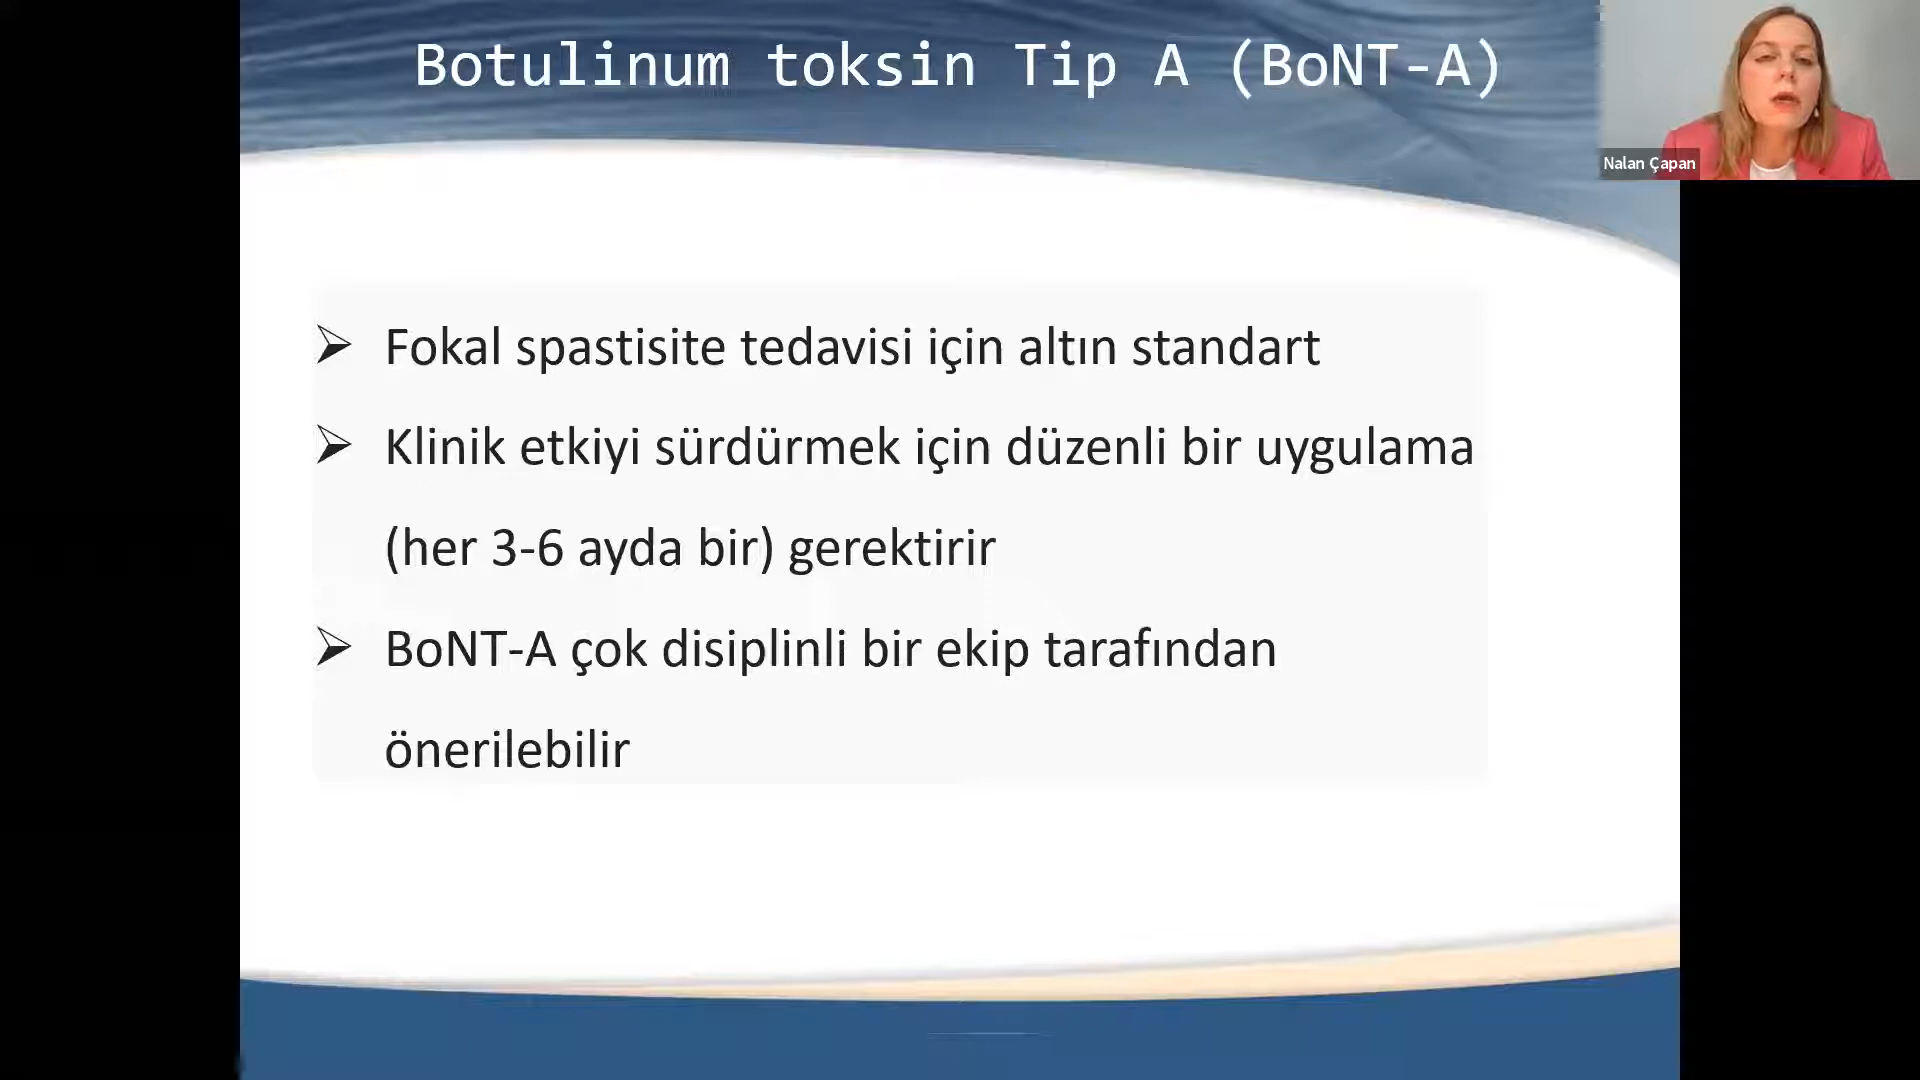 Botulinum toksin Tip A (BoNT-A)
Nalan Çapan
Fokal spastisite tedavisi için altın standart
Klinik etkiyi sürdürmek için düzenli bir uygulama
(her 3-6 ayda bir) gerektirir
BoNT-A çok disiplinli bir ekip tarafından
önerilebilir